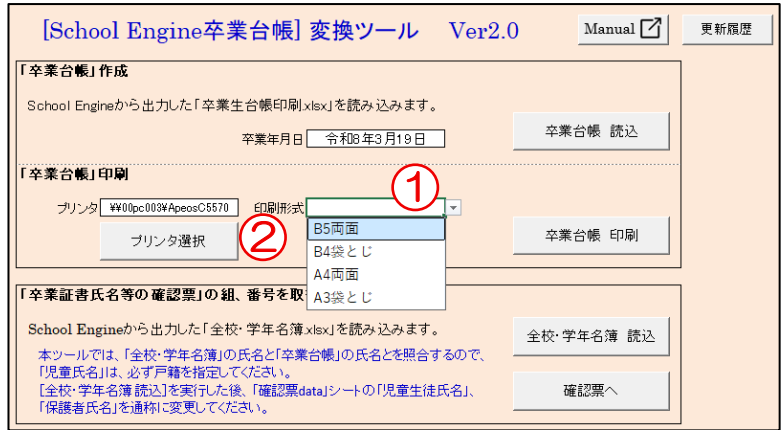 [School Engine卒業台帳] 変換ツール Ver2.0 Manual 更新履歴
「卒業台帳」作成
School Engineから出力した「卒業生台帳印刷.xlsx」を読み込みます。
卒業年月日 令和8年3月19日 卒業台帳 読込
「卒業台帳」印刷
①
プリンタ ¥¥00pc003¥ApeosC5570 印刷形式
プリンタ選択 ② 卒業台帳 印刷
B5両面
B4袋とじ
A4両面
A3袋とじ
「卒業証書氏名等の確認票」の組、番号を取
School Engineから出力した「全校・学年名簿.xlsx」を読み込みます。
全校・学年名簿 読込
本ツールでは、「全校・学年名簿」の氏名と「卒業台帳」の氏名とを照合するので、
「児童氏名」は、必ず戸籍を指定してください。
[全校・学年名簿 読込]を実行した後、「確認票data」シートの「児童生徒氏名」、
「保護者氏名」を通称に変更してください。
確認票へ